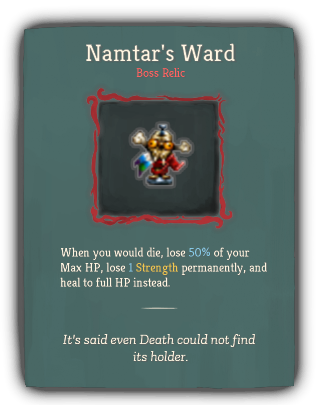 Namtar's Ward
Boss Relic
When you would die, lose 50% of your
Max HP, lose 1 Strength permanently, and
heal to full HP instead.
It's said even Death could not find
its holder.